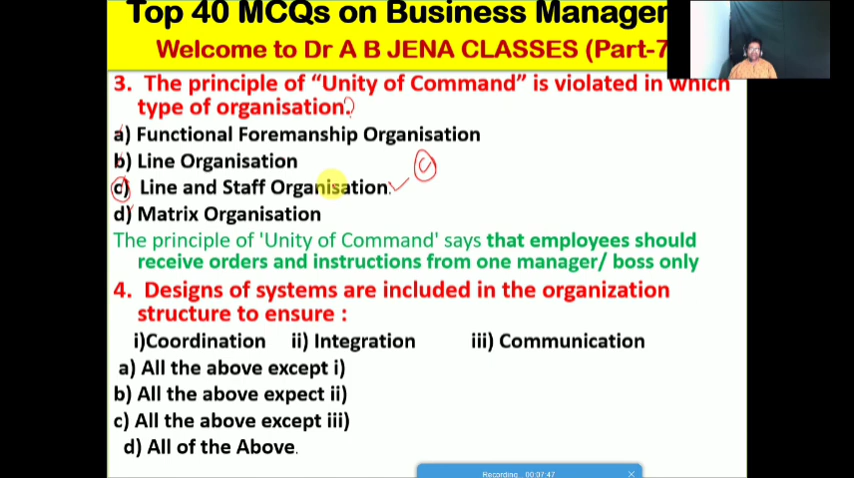 Top 40 MCQs on Business Manager
Welcome to Dr A B JENA CLASSES (Part-7
3. The principle of “Unity of Command” is violated in which
type of organisation.
a) Functional Foremanship Organisation
b) Line Organisation
c) Line and Staff Organisation.
d) Matrix Organisation
The principle of 'Unity of Command' says that employees should
receive orders and instructions from one manager/ boss only
4. Designs of systems are included in the organization
structure to ensure :
i)Coordination ii) Integration iii) Communication
a) All the above except i)
b) All the above expect ii)
c) All the above except iii)
d) All of the Above.
Recording... 00:07:47